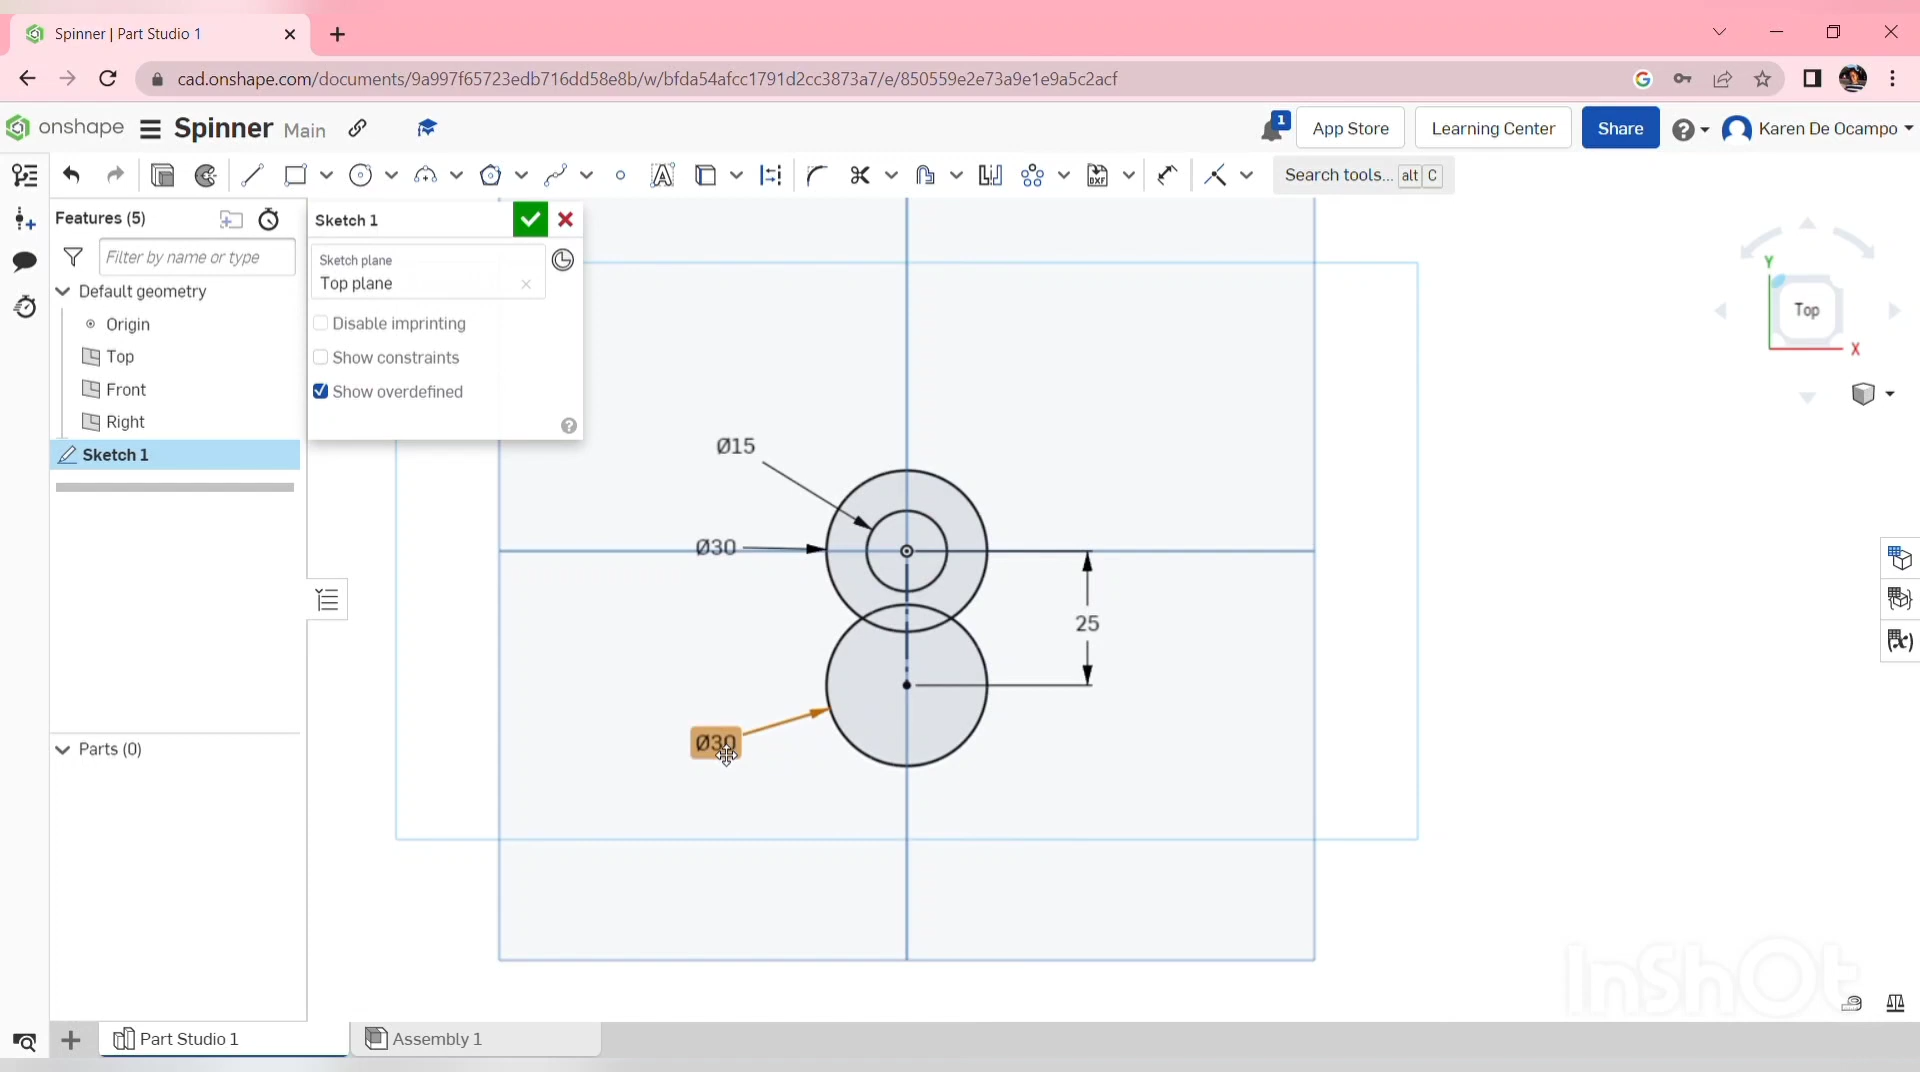 Spinner | Part Studio 1
cad.onshape.com/documents/9a997f65723edb716dd58e8b/w/bfda54afcc1791d2cc3873a7/e/850559e2e73a9e1e9a5c2acf
onshape Spinner Main
1
App Store
Learning Center
Share
Karen De Ocampo
DXF
Search tools... alt C
Features (5)
Filter by name or type
Default geometry
Origin
Top
Front
Right
Sketch 1
Sketch 1
Sketch plane
Top plane
Disable imprinting
Show constraints
Show overdefined
Y
Top
X
Ø15
Ø30
25
Ø30
Parts (0)
InShOt
Part Studio 1
Assembly 1